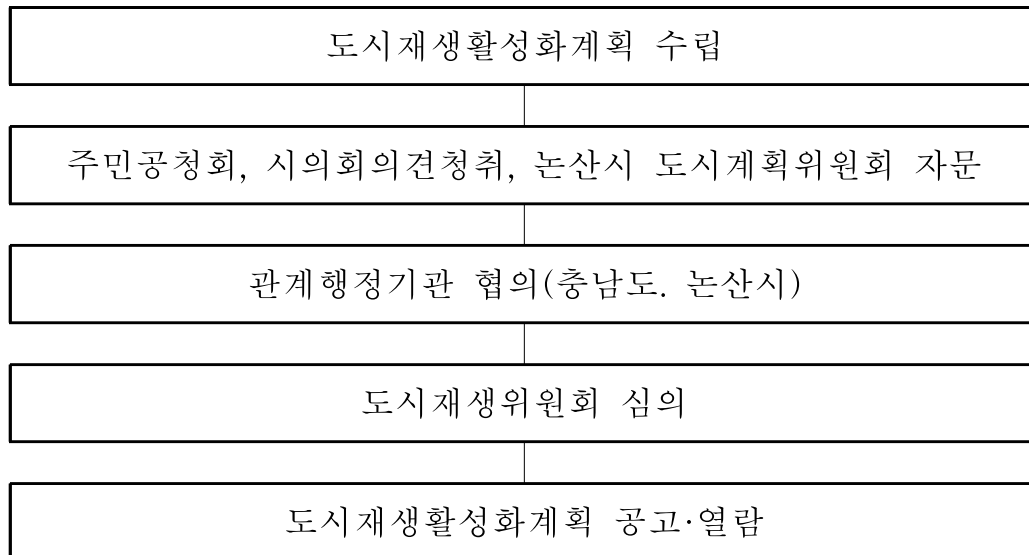 도시재생활성화계획 수립
주민공청회, 시의회의견청취, 논산시 도시계획위원회 자문
관계행정기관 협의(충남도. 논산시)
도시재생위원회 심의
도시재생활성화계획 공고·열람